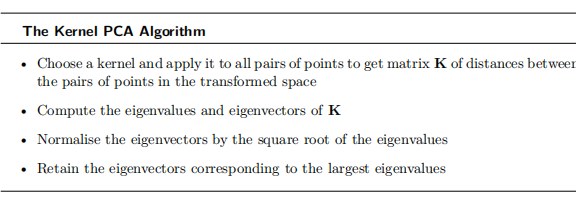 The Kernel PCA Algorithm
• Choose a kernel and apply it to all pairs of points to get matrix K of distances between
the pairs of points in the transformed space
• Compute the eigenvalues and eigenvectors of K
• Normalise the eigenvectors by the square root of the eigenvalues
• Retain the eigenvectors corresponding to the largest eigenvalues